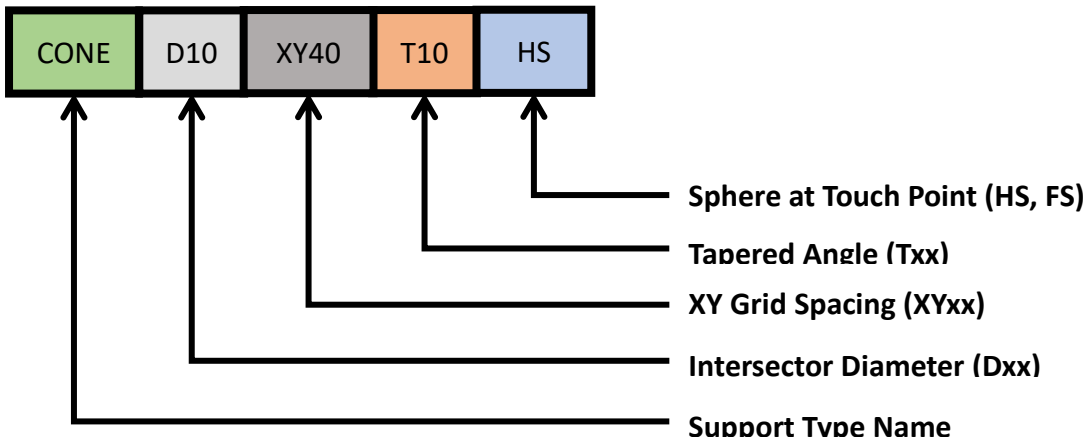 CONE D10 XY40 T10 HS
Sphere at Touch Point (HS, FS)
Tapered Angle (Txx)
XY Grid Spacing (XYxx)
Intersector Diameter (Dxx)
Support Type Name